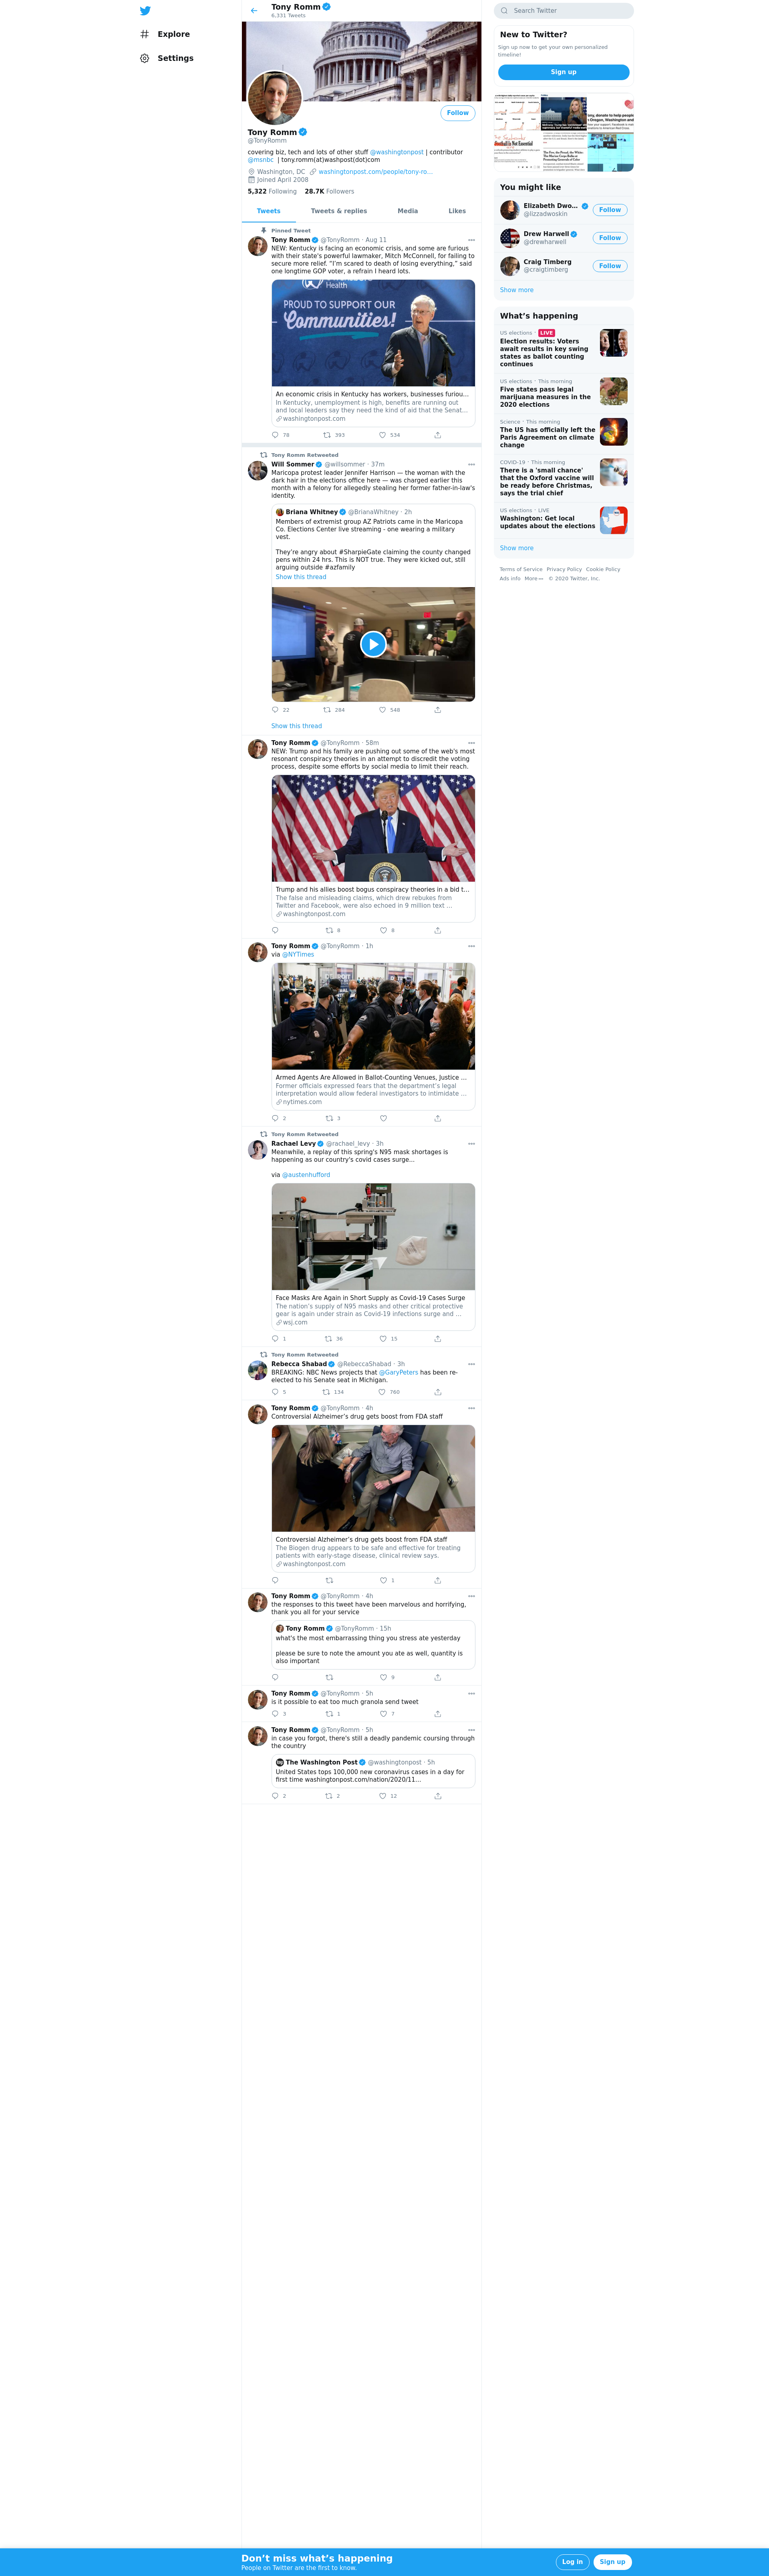 Explore
Settings
Tony Romm
6,331 Tweets
Follow
Tony Romm
@TonyRomm
covering biz, tech and lots of other stuff @washingtonpost | contributor
@msnbc | tony.romm(at)washpost(dot)com
Washington, DC washingtonpost.com/people/tony-ro…
Joined April 2008
5,322 Following 28.7K Followers
Tweets Tweets & replies Media Likes
Pinned Tweet
Tony Romm @TonyRomm · Aug 11
NEW: Kentucky is facing an economic crisis, and some are furious
with their state's powerful lawmaker, Mitch McConnell, for failing to
secure more relief. “I’m scared to death of losing everything,” said
one longtime GOP voter, a refrain I heard lots.
Health
PROUD TO SUPPORT OUR
Communities!
An economic crisis in Kentucky has workers, businesses furiou…
In Kentucky, unemployment is high, benefits are running out
and local leaders say they need the kind of aid that the Senat…
washingtonpost.com
78 393 534
Tony Romm Retweeted
Will Sommer @willsommer · 37m
Maricopa protest leader Jennifer Harrison — the woman with the
dark hair in the elections office here — was charged earlier this
month with a felony for allegedly stealing her former father-in-law's
identity.
Briana Whitney @BrianaWhitney · 2h
Members of extremist group AZ Patriots came in the Maricopa
Co. Elections Center live streaming - one wearing a military
vest.
They’re angry about #SharpieGate claiming the county changed
pens within 24 hrs. This is NOT true. They were kicked out, still
arguing outside #azfamily
Show this thread
22 284 548
Show this thread
Tony Romm @TonyRomm · 58m
NEW: Trump and his family are pushing out some of the web's most
resonant conspiracy theories in an attempt to discredit the voting
process, despite some efforts by social media to limit their reach.
Trump and his allies boost bogus conspiracy theories in a bid t…
The false and misleading claims, which drew rebukes from
Twitter and Facebook, were also echoed in 9 million text …
washingtonpost.com
8 6
Tony Romm @TonyRomm · 1h
via @NYTimes
Armed Agents Are Allowed in Ballot-Counting Venues, Justice …
Former officials expressed fears that the department’s legal
interpretation would allow federal investigators to intimidate …
nytimes.com
2 3
Tony Romm Retweeted
Rachael Levy @rachael_levy · 3h
Meanwhile, a replay of this spring's N95 mask shortages is
happening as our country's covid cases surge...
via @austenhufford
Face Masks Are Again in Short Supply as Covid-19 Cases Surge
The nation’s supply of N95 masks and other critical protective
gear is again under strain as Covid-19 infections surge and …
wsj.com
1 36 15
Tony Romm Retweeted
Rebecca Shabad @RebeccaShabad · 3h
BREAKING: NBC News projects that @GaryPeters has been re-
elected to his Senate seat in Michigan.
5 134 760
Tony Romm @TonyRomm · 4h
Controversial Alzheimer’s drug gets boost from FDA staff
Controversial Alzheimer’s drug gets boost from FDA staff
The Biogen drug appears to be safe and effective for treating
patients with early-stage disease, clinical review says.
washingtonpost.com
1
Tony Romm @TonyRomm · 4h
the responses to this tweet have been marvelous and horrifying,
thank you all for your service
Tony Romm @TonyRomm · 15h
what's the most embarrassing thing you stress ate yesterday
please be sure to note the amount you ate as well, quantity is
also important
9
Tony Romm @TonyRomm · 5h
is it possible to eat too much granola send tweet
3 1 7
Tony Romm @TonyRomm · 5h
in case you forgot, there's still a deadly pandemic coursing through
the country
The Washington Post @washingtonpost · 5h
United States tops 100,000 new coronavirus cases in a day for
first time washingtonpost.com/nation/2020/11…
2 2 12
Search Twitter
New to Twitter?
Sign up now to get your own personalized
timeline!
Sign up
You might like
Elizabeth Dwo…
@lizzadwoskin
Follow
Drew Harwell
@drewharwell
Follow
Craig Timberg
@craigtimberg
Follow
Show more
What’s happening
US elections · LIVE
Election results: Voters
await results in key swing
states as ballot counting
continues
US elections · This morning
Five states pass legal
marijuana measures in the
2020 elections
Science · This morning
The US has officially left the
Paris Agreement on climate
change
COVID-19 · This morning
There is a 'small chance'
that the Oxford vaccine will
be ready before Christmas,
says the trial chief
US elections · LIVE
Washington: Get local
updates about the elections
Show more
Terms of Service Privacy Policy Cookie Policy
Ads info More © 2020 Twitter, Inc.
Don’t miss what’s happening
People on Twitter are the first to know.
Log in Sign up